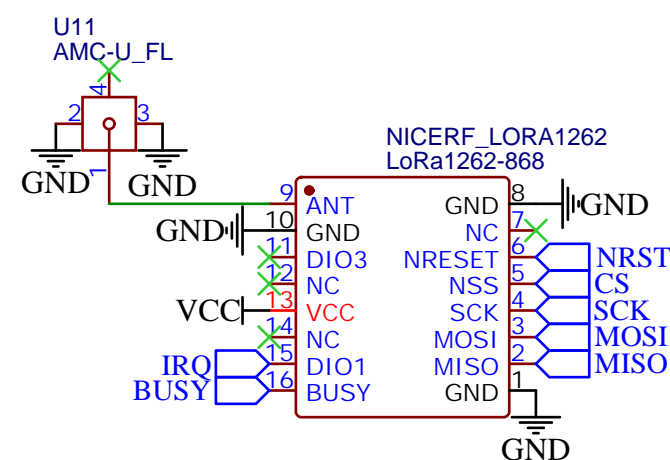 U11
AMC-U_FL
4
2 3
1
GND GND
NICERF_LORA1262
LoRa1262-868
9 ANT GND 8 GND
GND 10 GND NC 7
11 DIO3 NRESET 6 NRST
12 NC NSS 5 CS
VCC 13 VCC SCK 4 SCK
14 NC MOSI 3 MOSI
IRQ 15 DIO1 MISO 2 MISO
BUSY 16 BUSY GND 1
GND